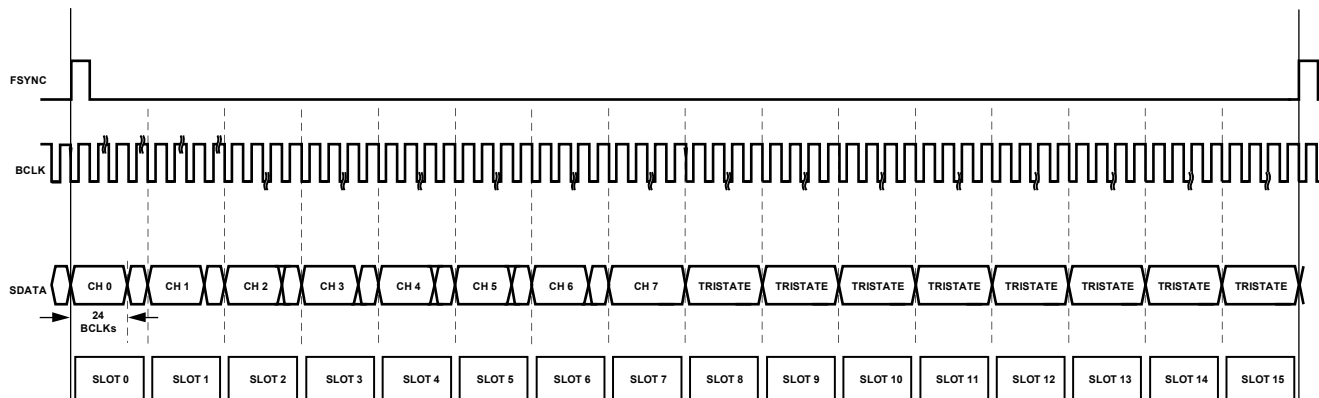 FSYNC
BCLK
SDATA
CH 0 CH 1 CH 2 CH 3 CH 4 CH 5 CH 6 CH 7 TRISTATE TRISTATE TRISTATE TRISTATE TRISTATE TRISTATE TRISTATE TRISTATE
24
BCLKs
SLOT 0 SLOT 1 SLOT 2 SLOT 3 SLOT 4 SLOT 5 SLOT 6 SLOT 7 SLOT 8 SLOT 9 SLOT 10 SLOT 11 SLOT 12 SLOT 13 SLOT 14 SLOT 15